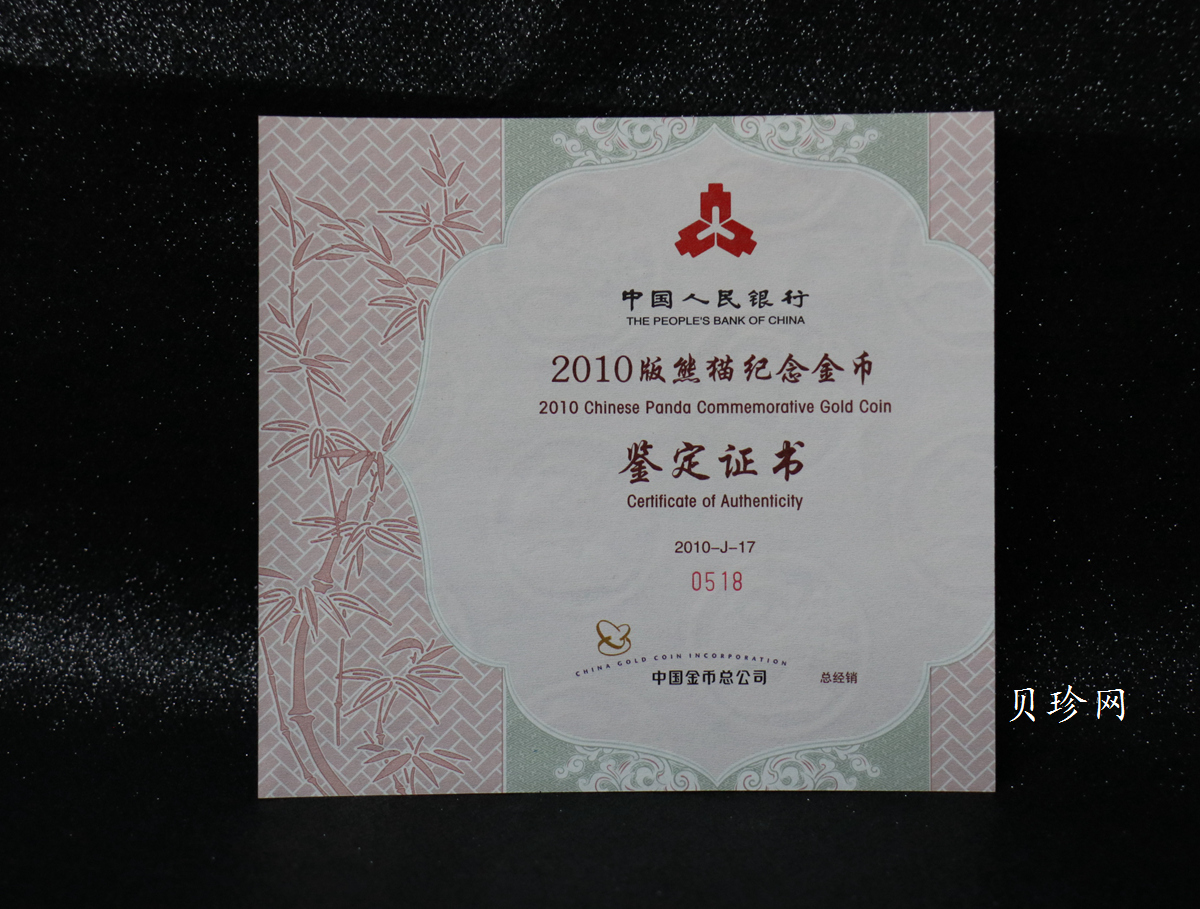 中国人民银行
THE PEOPLE'S BANK OF CHINA
2010版熊猫纪念金币
2010 Chinese Panda Commemorative Gold Coin
鉴定证书
Certificate of Authenticity
2010-J-17
0518
CHINA GOLD COIN INCORPORATION
中国金币总公司 总经销
贝珍网